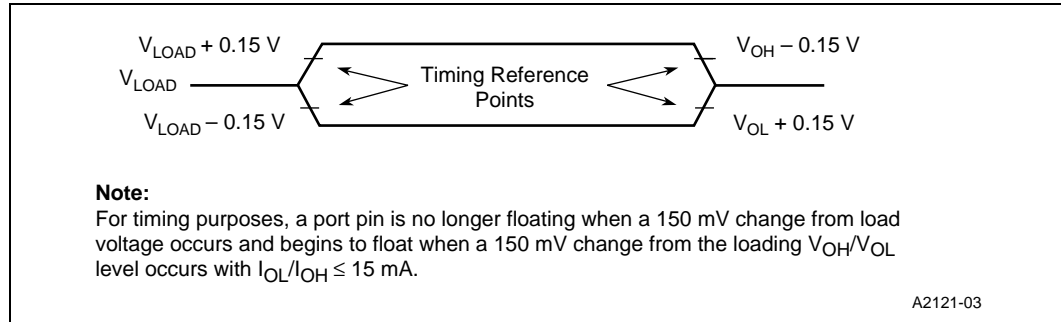 V_LOAD + 0.15 V
V_OH – 0.15 V
V_LOAD
Timing Reference
Points
V_LOAD – 0.15 V
V_OL + 0.15 V
Note:
For timing purposes, a port pin is no longer floating when a 150 mV change from load
voltage occurs and begins to float when a 150 mV change from the loading V_OH/V_OL
level occurs with I_OL/I_OH ≤ 15 mA.
A2121-03